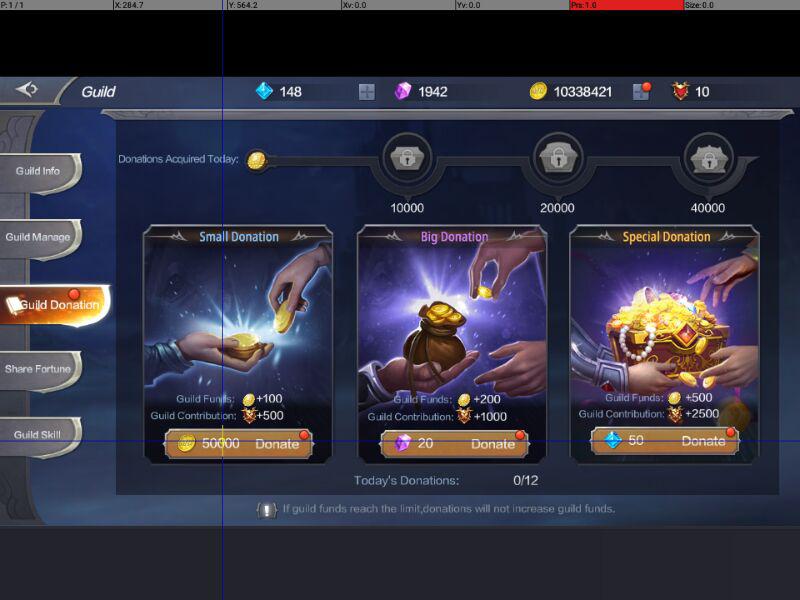 P: 1 / 1 X: 284.7 Y: 564.2 Xv: 0.0 Yv: 0.0 Prs: 1.0 Size: 0.0
Guild 148 1942 10338421 10
Donations Acquired Today:
10000 20000 40000
Guild Info
Guild Manage
Guild Donation
Share Fortune
Guild Skill
Small Donation
Guild Funds: +100
Guild Contribution: +500
50000 Donate
Big Donation
Guild Funds: +200
Guild Contribution: +1000
20 Donate
Special Donation
Guild Funds: +500
Guild Contribution: +2500
50 Donate
Today's Donations: 0/12
If guild funds reach the limit,donations will not increase guild funds.